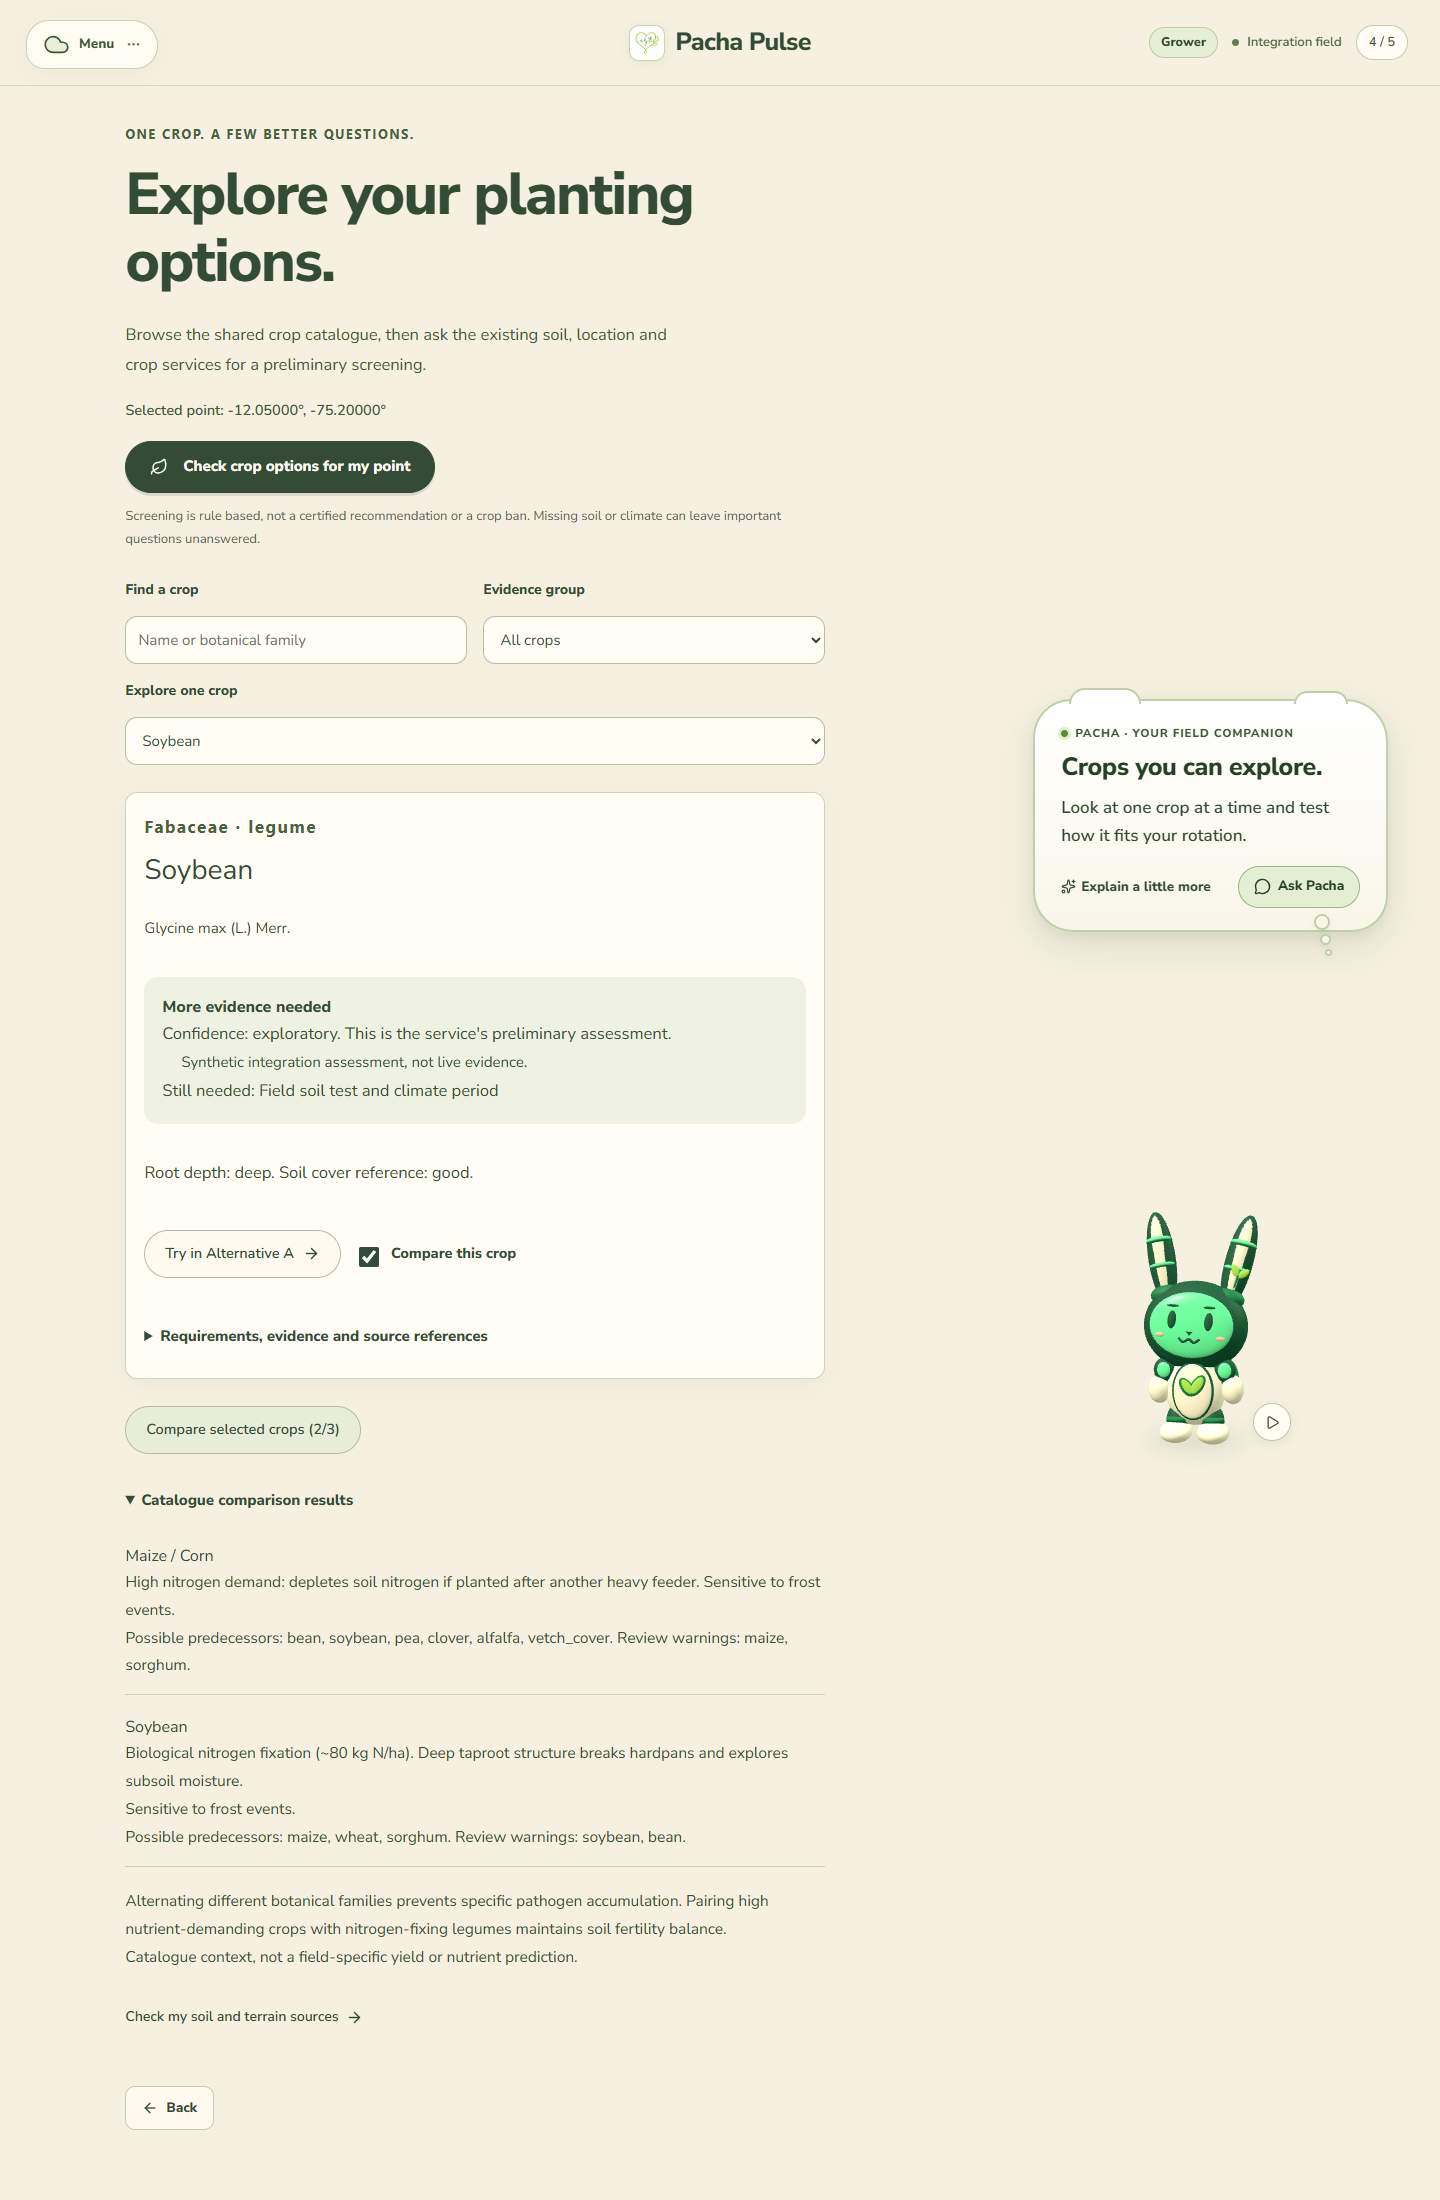 Menu ...
Pacha Pulse
Grower
Integration field
4 / 5
ONE CROP. A FEW BETTER QUESTIONS.
Explore your planting
options.
Browse the shared crop catalogue, then ask the existing soil, location and
crop services for a preliminary screening.
Selected point: -12.05000°, -75.20000°
Check crop options for my point
Screening is rule based, not a certified recommendation or a crop ban. Missing soil or climate can leave important
questions unanswered.
Find a crop
Evidence group
Name or botanical family
All crops
Explore one crop
Soybean
Fabaceae · legume
Soybean
Glycine max (L.) Merr.
More evidence needed
Confidence: exploratory. This is the service's preliminary assessment.
Synthetic integration assessment, not live evidence.
Still needed: Field soil test and climate period
Root depth: deep. Soil cover reference: good.
Try in Alternative A →
Compare this crop
Requirements, evidence and source references
Compare selected crops (2/3)
Catalogue comparison results
Maize / Corn
High nitrogen demand: depletes soil nitrogen if planted after another heavy feeder. Sensitive to frost
events.
Possible predecessors: bean, soybean, pea, clover, alfalfa, vetch_cover. Review warnings: maize,
sorghum.
Soybean
Biological nitrogen fixation (~80 kg N/ha). Deep taproot structure breaks hardpans and explores
subsoil moisture.
Sensitive to frost events.
Possible predecessors: maize, wheat, sorghum. Review warnings: soybean, bean.
Alternating different botanical families prevents specific pathogen accumulation. Pairing high
nutrient-demanding crops with nitrogen-fixing legumes maintains soil fertility balance.
Catalogue context, not a field-specific yield or nutrient prediction.
Check my soil and terrain sources →
← Back
PACHA · YOUR FIELD COMPANION
Crops you can explore.
Look at one crop at a time and test
how it fits your rotation.
Explain a little more
Ask Pacha